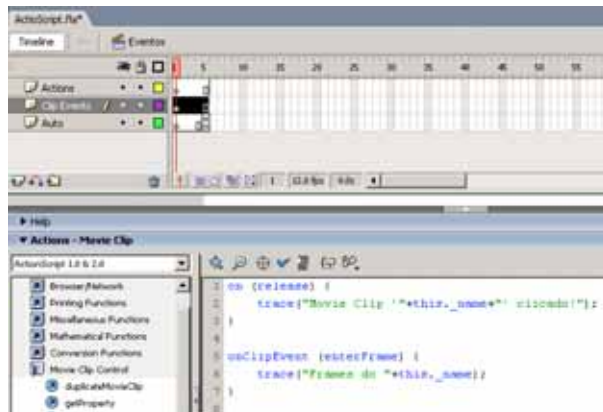 ActioScript.fla*
Timeline Eventos
5 10 15 20 25 30 35 40 45 50 55
Actions
Clip Events
Auto
1 12.0 fps 0.0s
Help
Actions - Movie Clip
ActionScript 1.0 & 2.0
Browser/Network
Printing Functions
Miscellaneous Functions
Mathematical Functions
Conversion Functions
Movie Clip Control
duplicateMovieClip
getProperty
1 on (release) {
2 trace("Movie Clip '"+this._name+"' clicado!");
3 }
4
5 onClipEvent (enterFrame) {
6 trace("Frames do "+this._name);
7 }
8